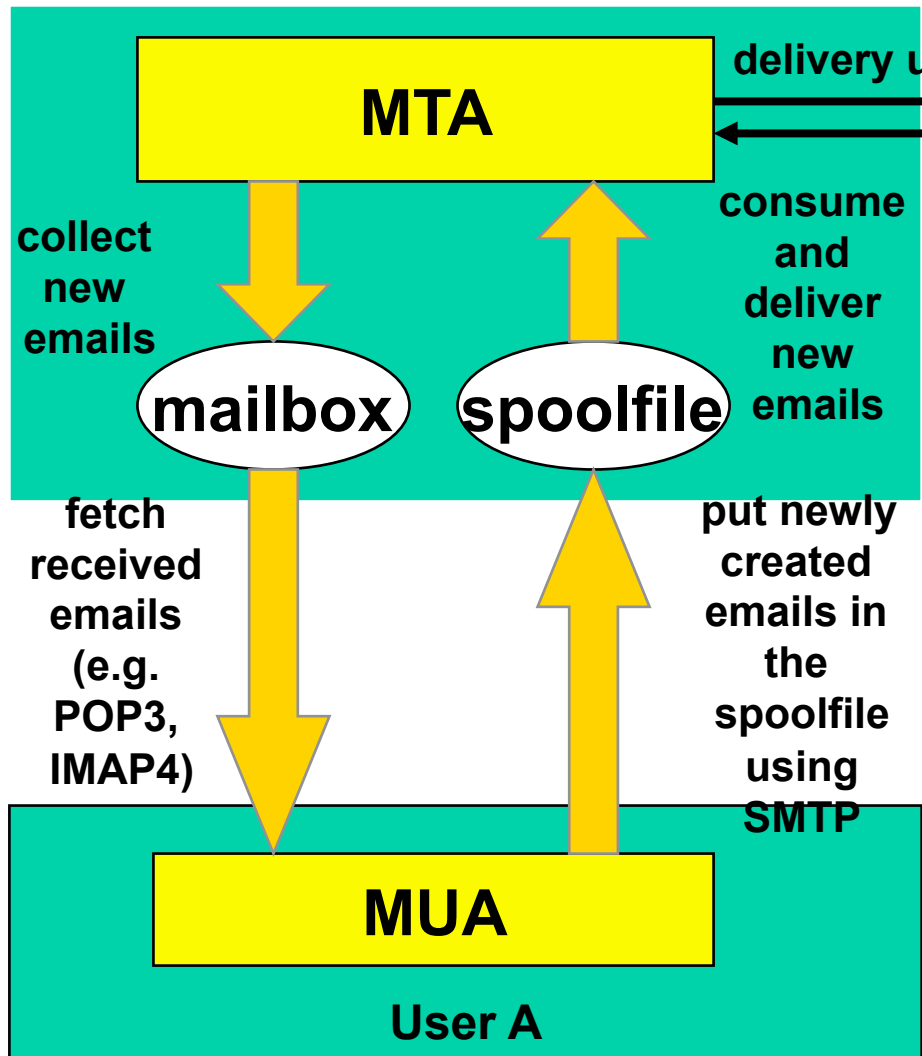 MTA
delivery
collect
new
emails
consume
and
deliver
new
emails
mailbox
spoolfile
fetch
received
emails
(e.g.
POP3,
IMAP4)
put newly
created
emails in
the
spoolfile
using
SMTP
MUA
User A